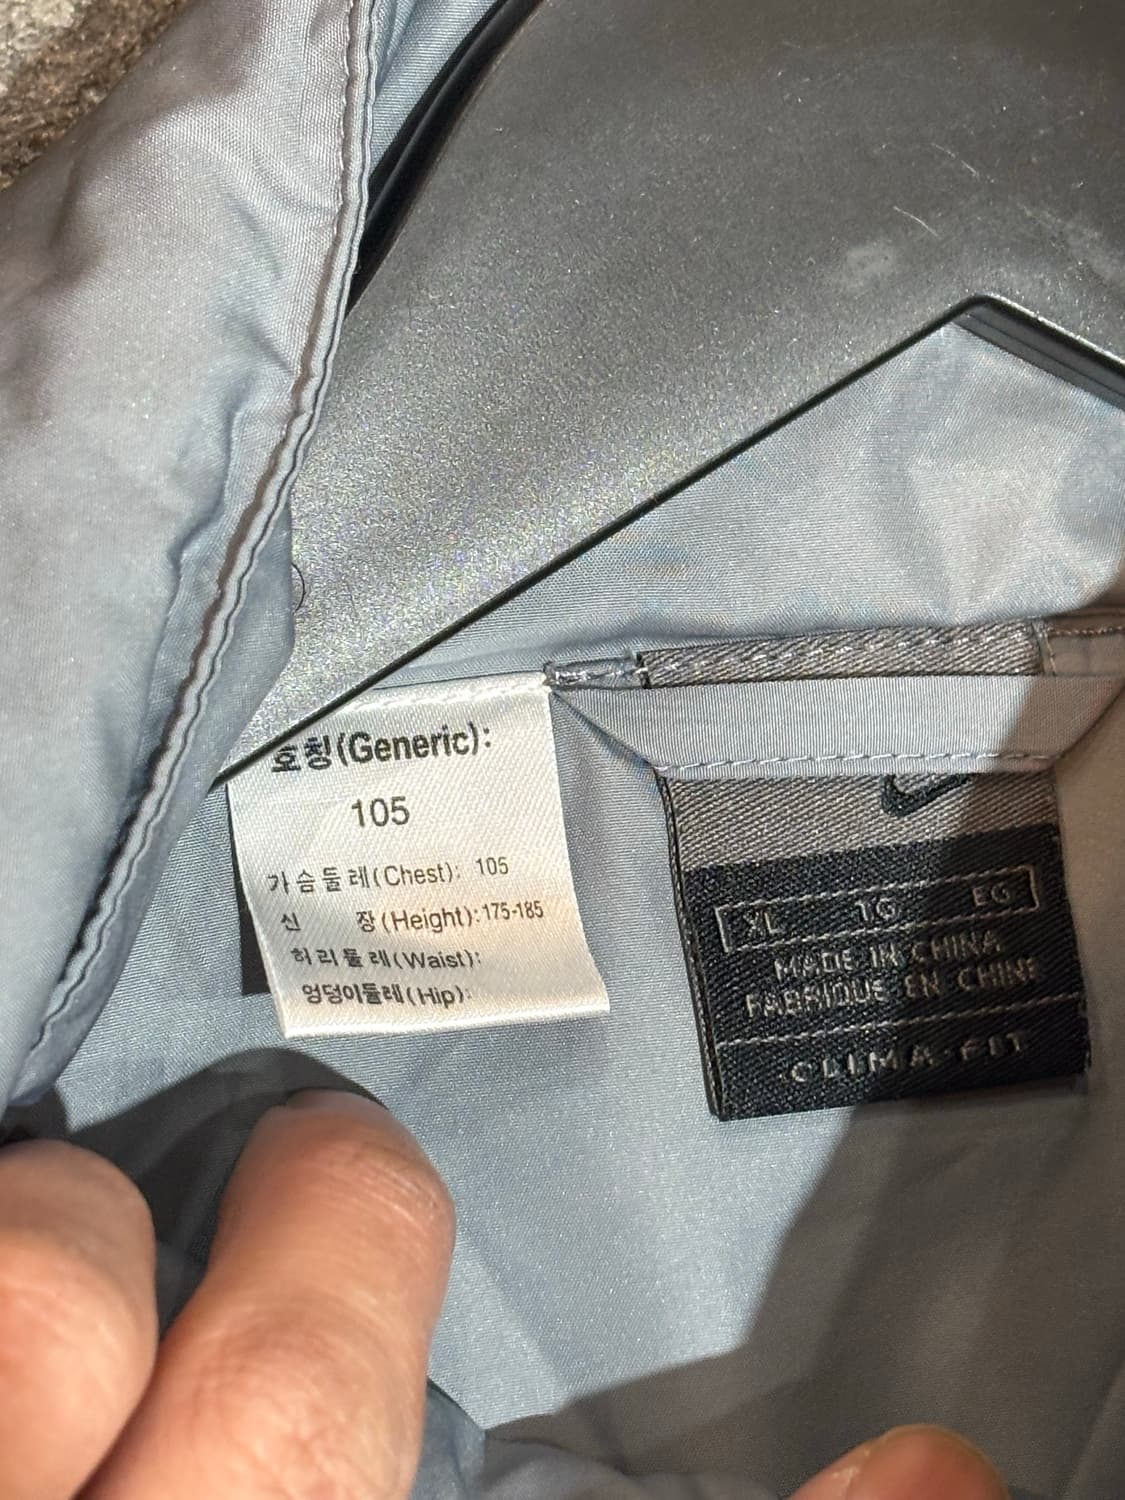 호칭(Generic):
105
가슴둘레(Chest): 105
신 장(Height):175-185
허리둘레(Waist):
엉덩이둘레(Hip):
XL TG EG
MADE IN CHINA
FABRIQUE EN CHINE
CLIMA-FIT